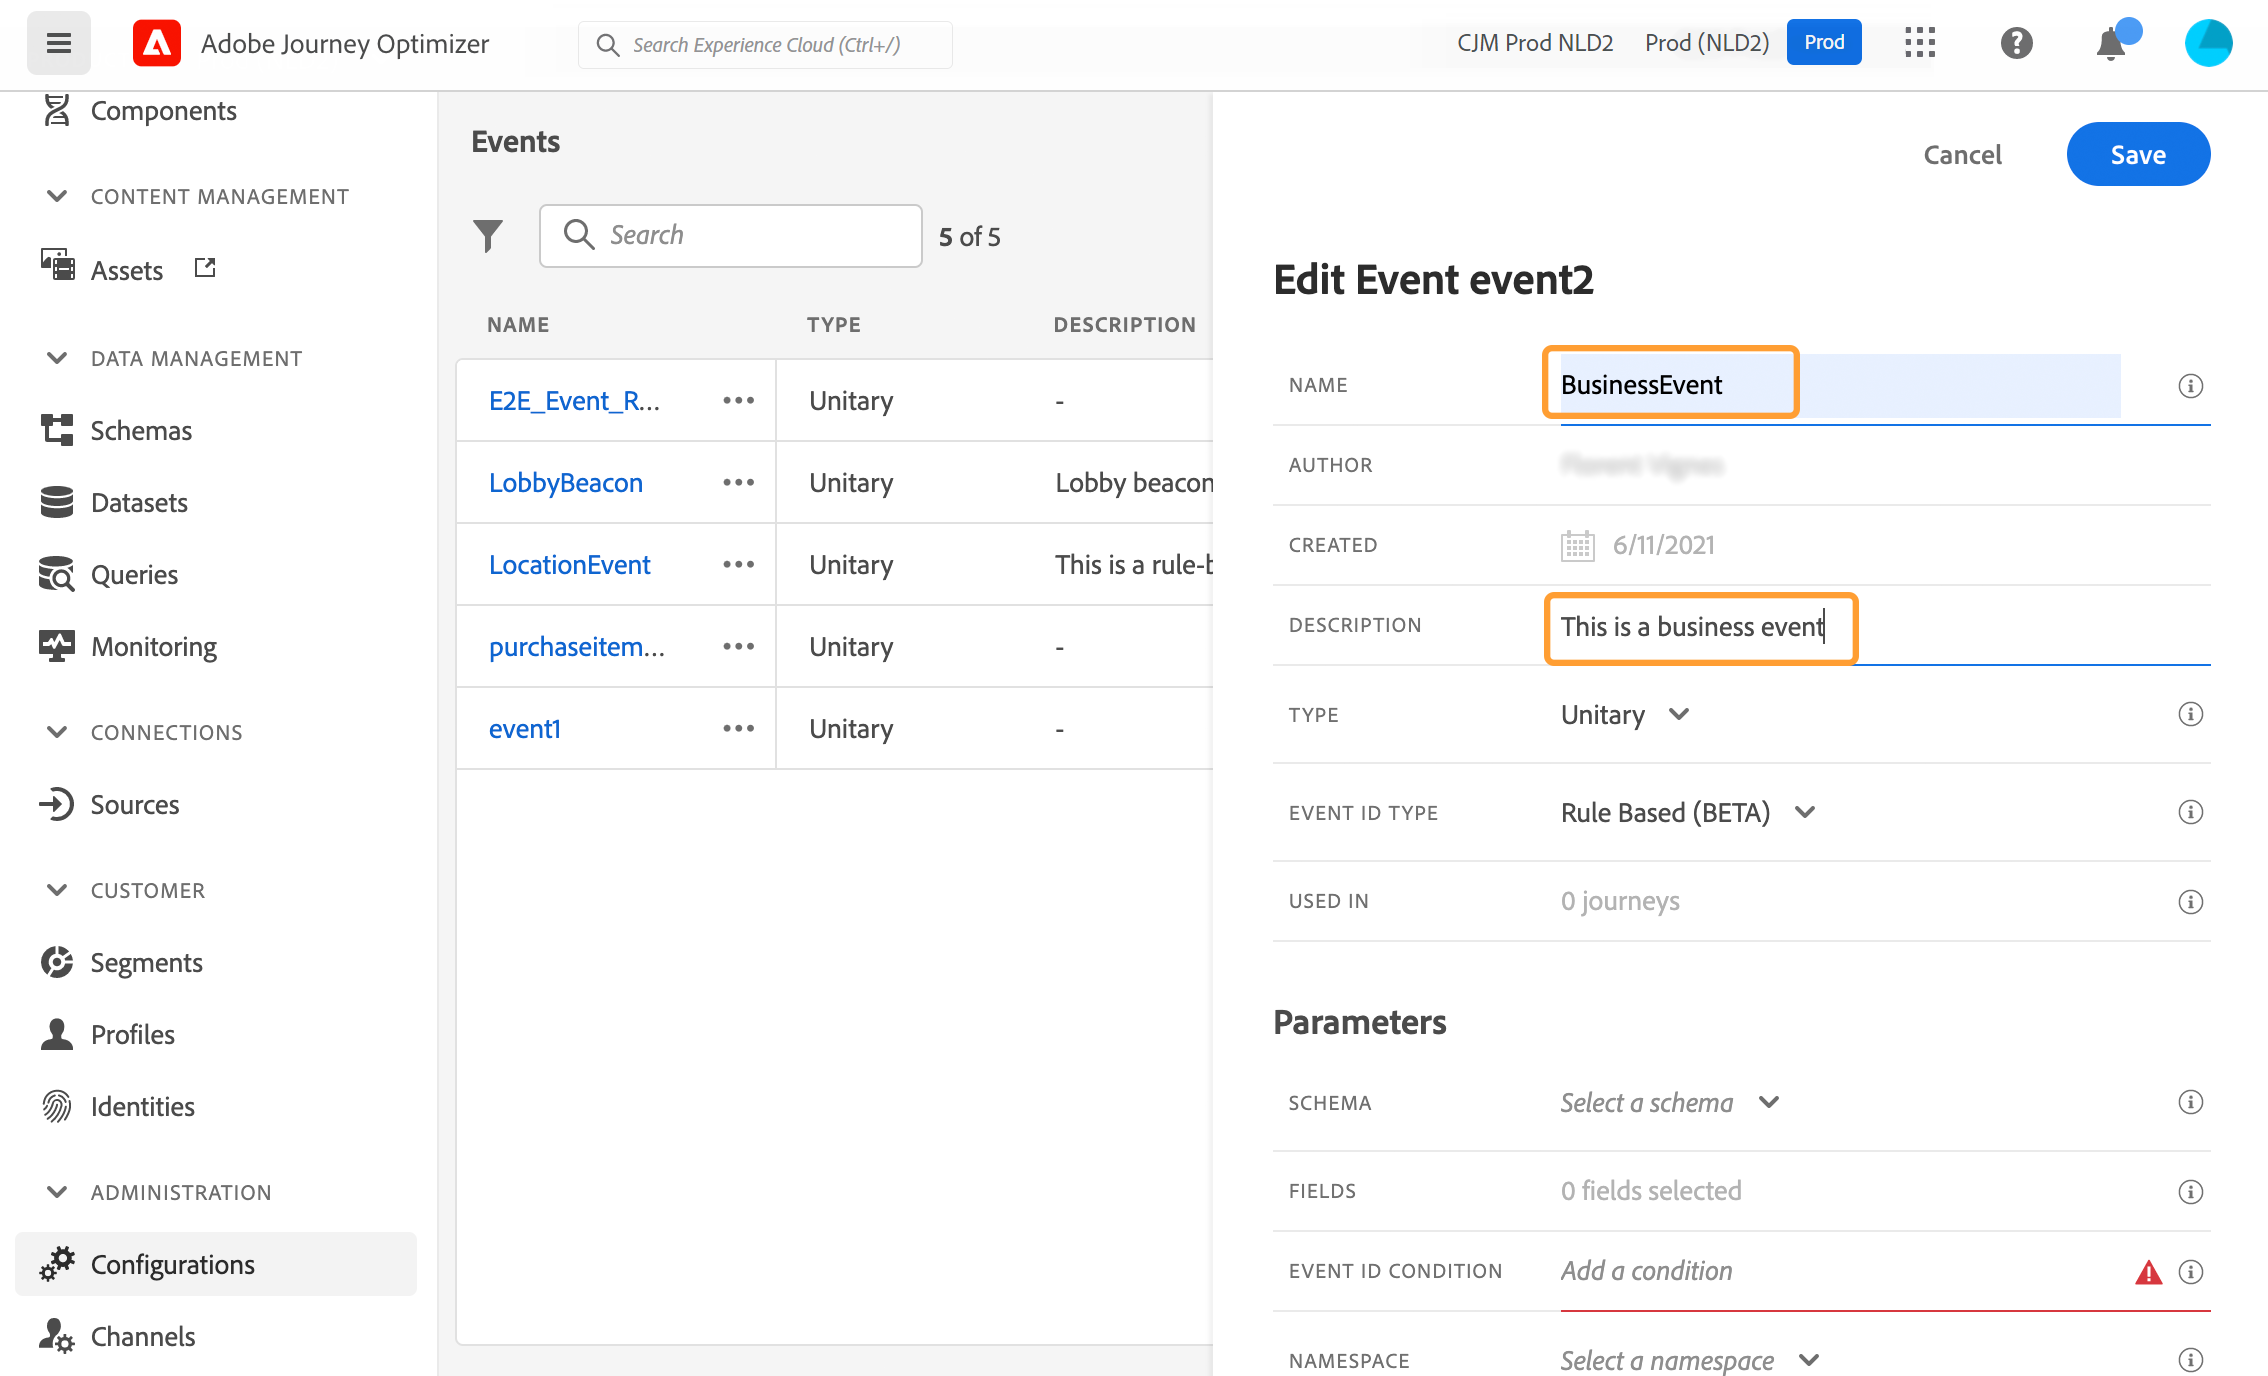 Adobe Journey Optimizer
Search Experience Cloud (Ctrl+/)
CJM Prod NLD2
Prod (NLD2)
Prod
Components
CONTENT MANAGEMENT
Assets
DATA MANAGEMENT
Schemas
Datasets
Queries
Monitoring
CONNECTIONS
Sources
CUSTOMER
Segments
Profiles
Identities
ADMINISTRATION
Configurations
Channels
Events
Search
5 of 5
NAME TYPE DESCRIPTION
E2E_Event_R... ••• Unitary -
LobbyBeacon ••• Unitary Lobby beacon
LocationEvent ••• Unitary This is a rule-b
purchaseitem... ••• Unitary -
event1 ••• Unitary -
Cancel
Save
Edit Event event2
NAME BusinessEvent
AUTHOR
CREATED 6/11/2021
DESCRIPTION This is a business event
TYPE Unitary
EVENT ID TYPE Rule Based (BETA)
USED IN 0 journeys
Parameters
SCHEMA Select a schema
FIELDS 0 fields selected
EVENT ID CONDITION Add a condition
NAMESPACE Select a namespace